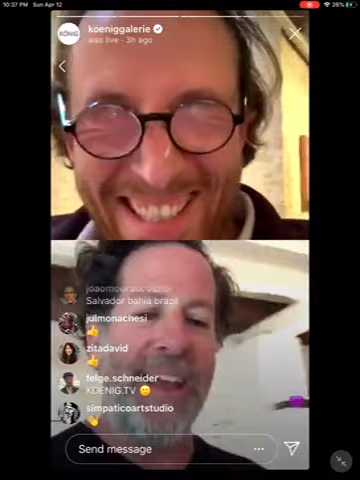 10:37 PM Sun Apr 12
26%
KÖNIG
koeniggalerie
was live • 3h ago
Salvador bahia brazil
julmonachesi
👍
zitadavid
👍
felge.schneider
KOENIG.TV 😊
simpaticoartstudio
👏
Send message